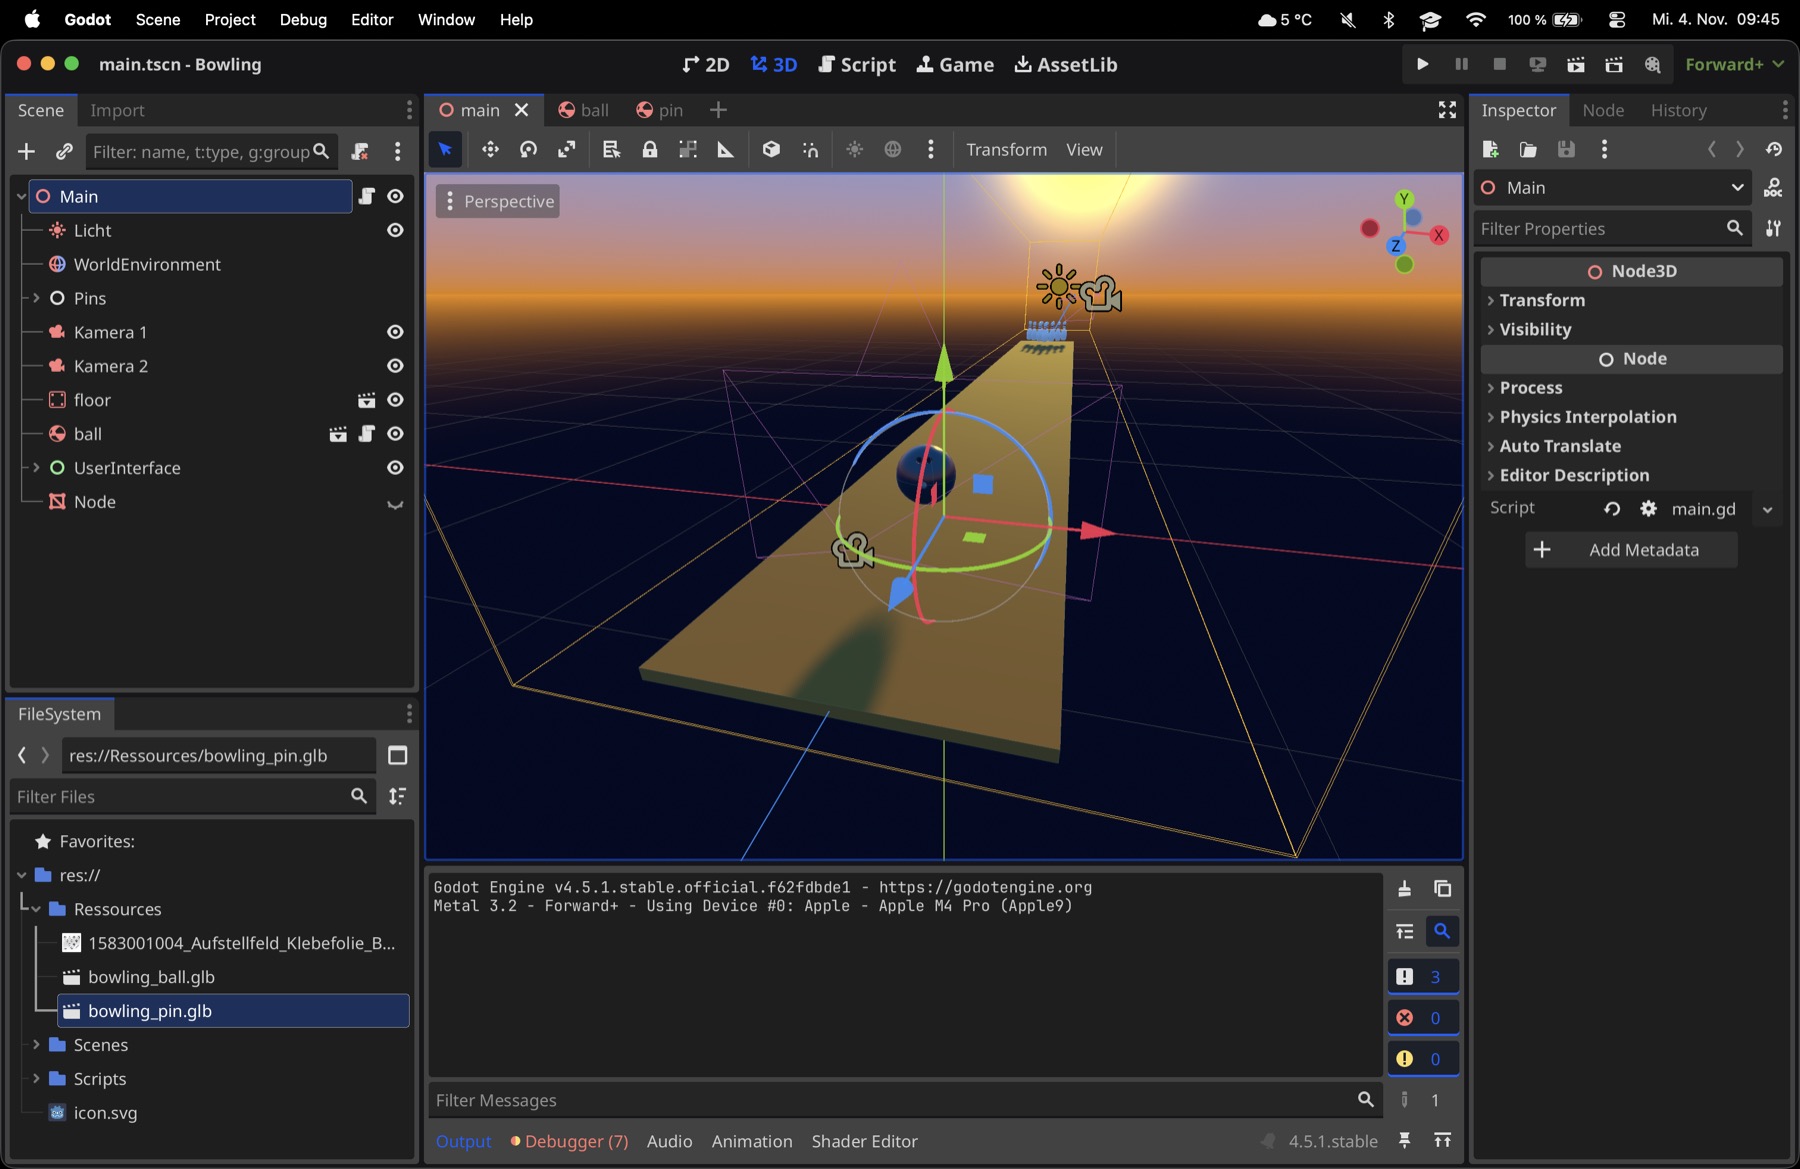 Godot Scene Project Debug Editor Window Help 5 °C 100 % Mi. 4. Nov. 09:45
main.tscn - Bowling 2D 3D Script Game AssetLib Forward+
Scene Import
Filter: name, t:type, g:group
Main
Licht
WorldEnvironment
Pins
Kamera 1
Kamera 2
floor
ball
UserInterface
Node
FileSystem
res://Ressources/bowling_pin.glb
Filter Files
Favorites:
res://
Ressources
1583001004_Aufstellfeld_Klebefolie_B...
bowling_ball.glb
bowling_pin.glb
Scenes
Scripts
icon.svg
main ball pin
Transform View
Perspective
Y
X
Z
Godot Engine v4.5.1.stable.official.f62fdbde1 - https://godotengine.org
Metal 3.2 - Forward+ - Using Device #0: Apple - Apple M4 Pro (Apple9)
3
0
0
Filter Messages
1
Output Debugger (7) Audio Animation Shader Editor 4.5.1.stable
Inspector Node History
Main
DOC
Filter Properties
Node3D
Transform
Visibility
Node
Process
Physics Interpolation
Auto Translate
Editor Description
Script main.gd
Add Metadata